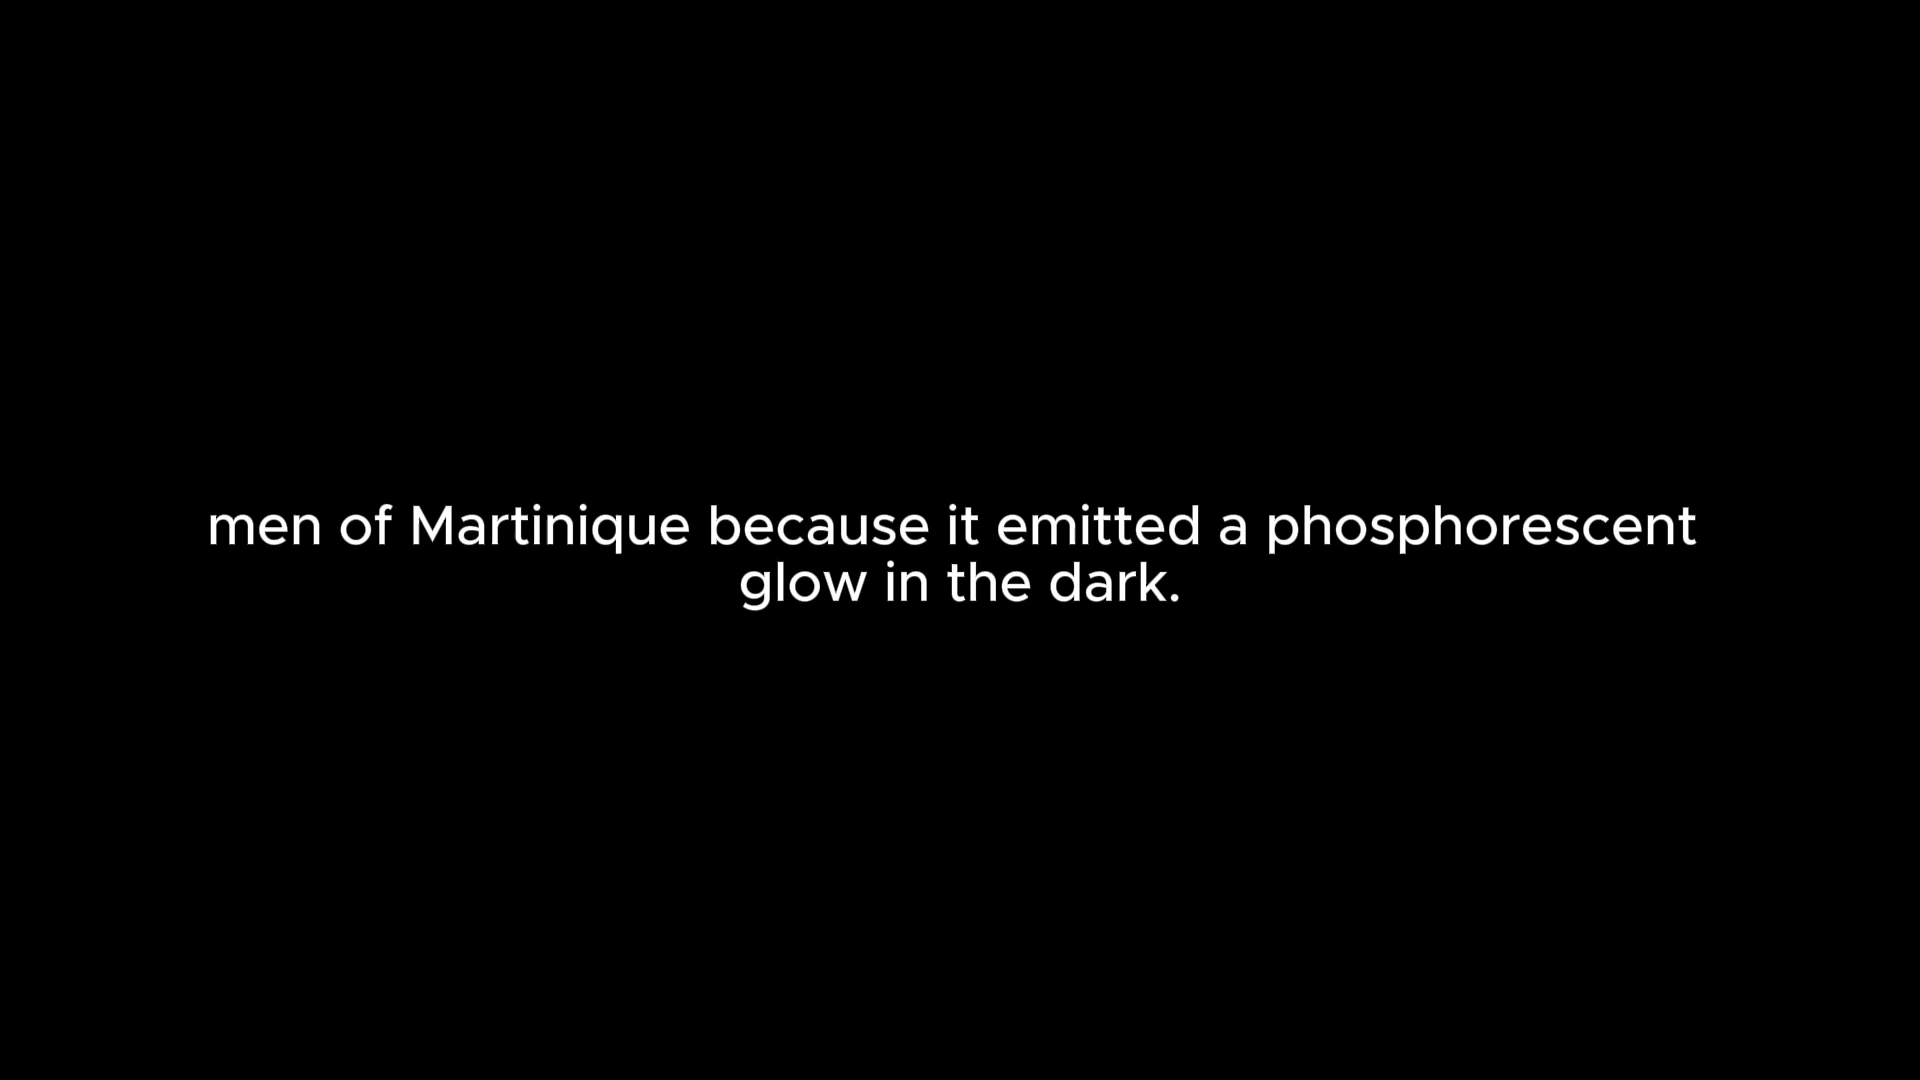 men of Martinique because it emitted a phosphorescent
glow in the dark.